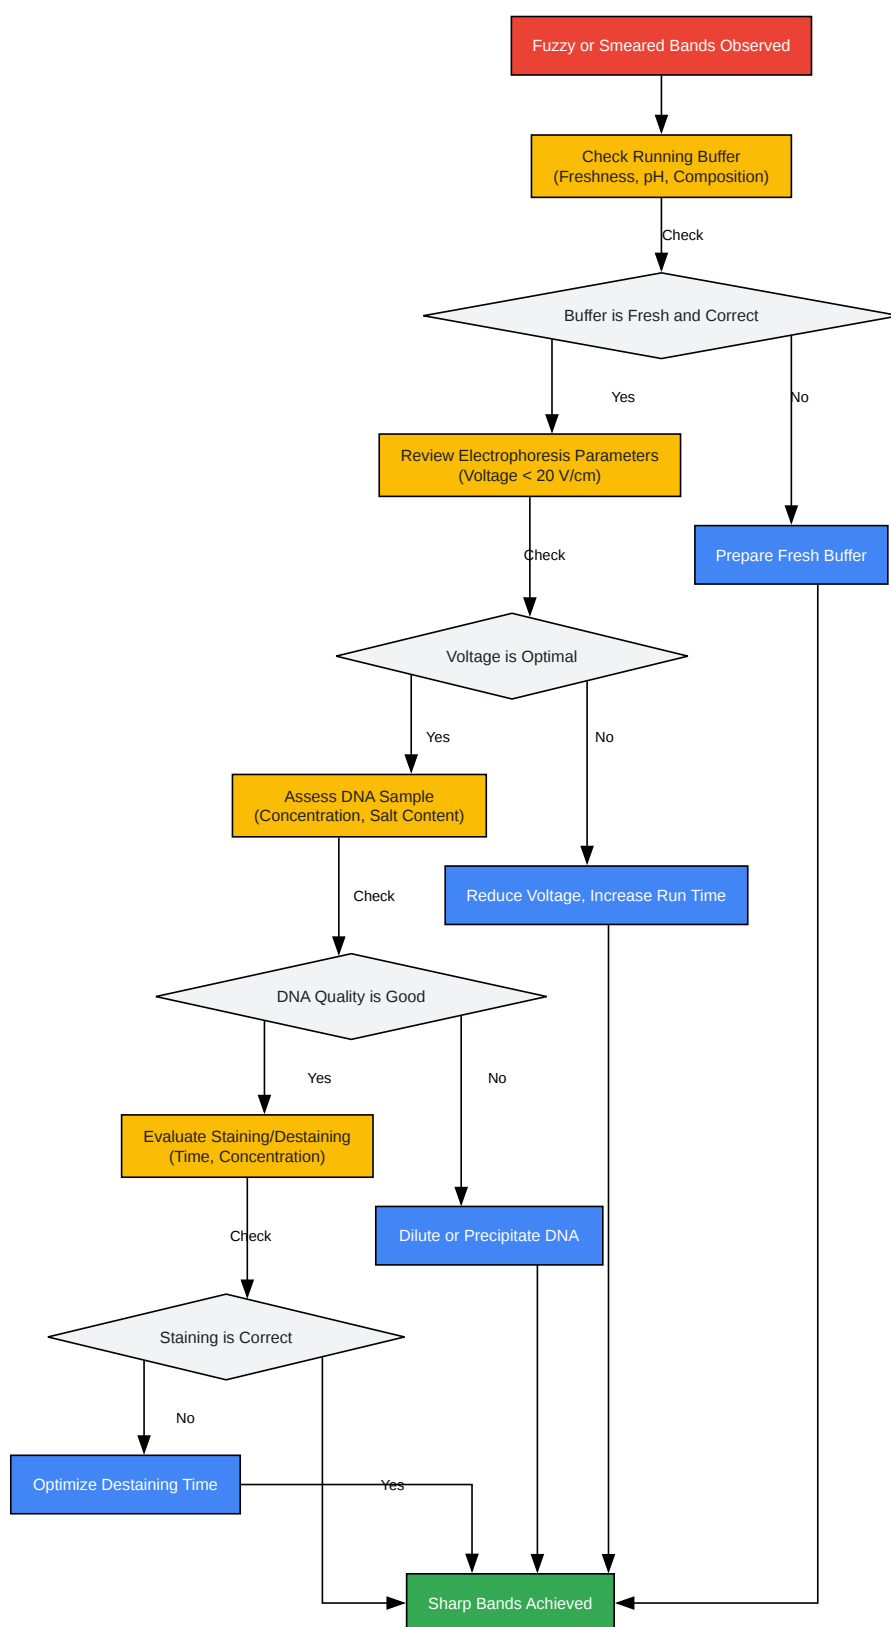 Fuzzy or Smeared Bands Observed
Check Running Buffer
(Freshness, pH, Composition)
Check
Buffer is Fresh and Correct
Yes
No
Review Electrophoresis Parameters
(Voltage < 20 V/cm)
Check
Prepare Fresh Buffer
Voltage is Optimal
Yes
No
Assess DNA Sample
(Concentration, Salt Content)
Check
Reduce Voltage, Increase Run Time
DNA Quality is Good
Yes
No
Evaluate Staining/Destaining
(Time, Concentration)
Check
Dilute or Precipitate DNA
Staining is Correct
No
Optimize Destaining Time
Yes
Sharp Bands Achieved